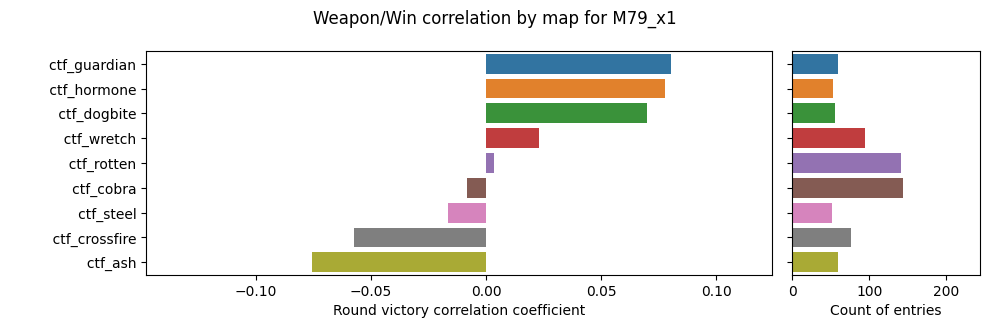 Weapon/Win correlation by map for M79_x1
ctf_guardian
ctf_hormone
ctf_dogbite
ctf_wretch
ctf_rotten
ctf_cobra
ctf_steel
ctf_crossfire
ctf_ash
−0.10 −0.05 0.00 0.05 0.10
Round victory correlation coefficient
0 100 200
Count of entries